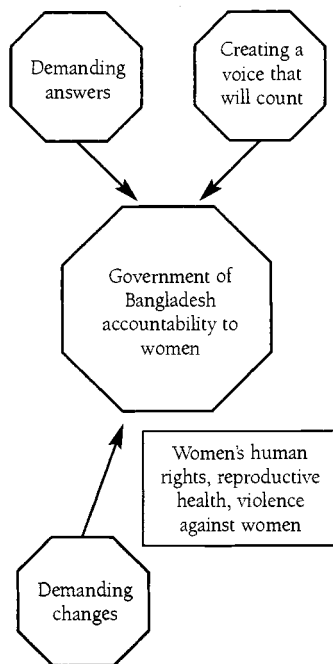 Demanding
answers
Creating a
voice that
will count
Government of
Bangladesh
accountability to
women
Women's human
rights, reproductive
health, violence
against women
Demanding
changes